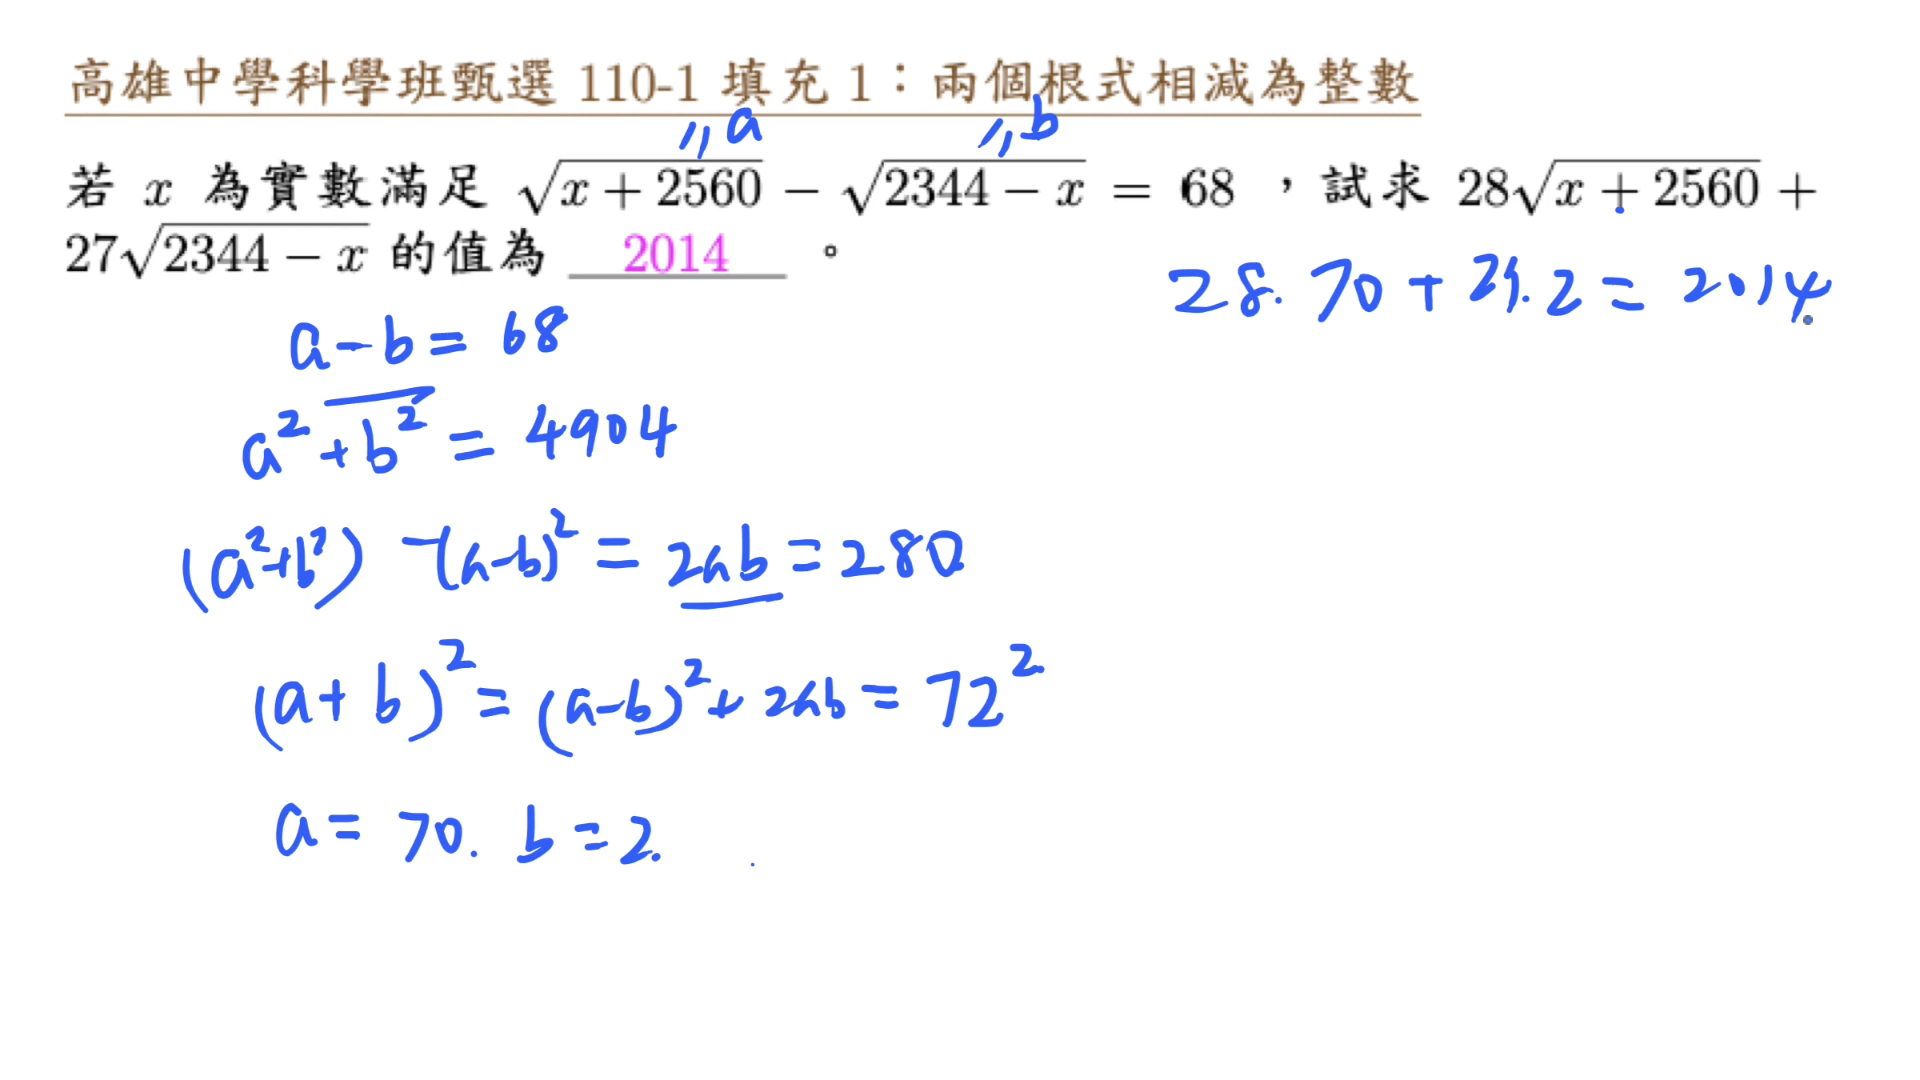 高雄中學科學班甄選 110-1 填充 1：兩個根式相減為整數
〃a 〃b
若 x 為實數滿足 √(x + 2560) − √(2344 − x) = 68 ，試求 28√(x + 2560) +
27√(2344 − x) 的值為 2014 。
28. 70 + 27. 2 = 2014
a-b = 68
a²+b² = 4904
(a²+b²) -(a-b)² = 2ab = 280
(a+b)² = (a-b)² + 2ab = 72²
a = 70. b = 2.